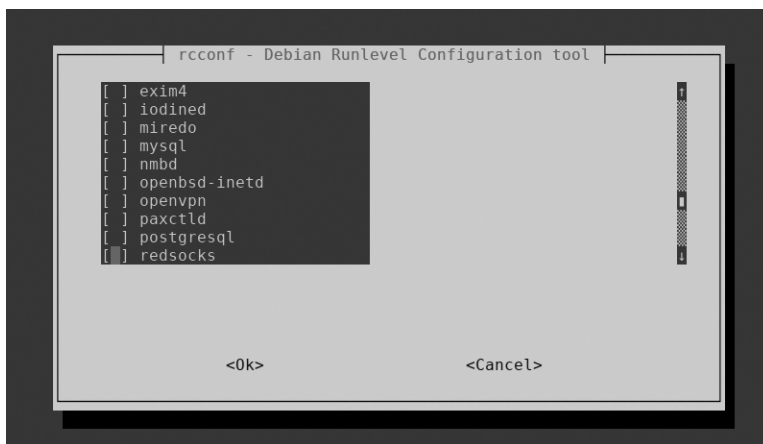 rcconf - Debian Runlevel Configuration tool
[ ] exim4
[ ] iodined
[ ] miredo
[ ] mysql
[ ] nmbd
[ ] openbsd-inetd
[ ] openvpn
[ ] paxctld
[ ] postgresql
[ ] redsocks
<Ok> <Cancel>